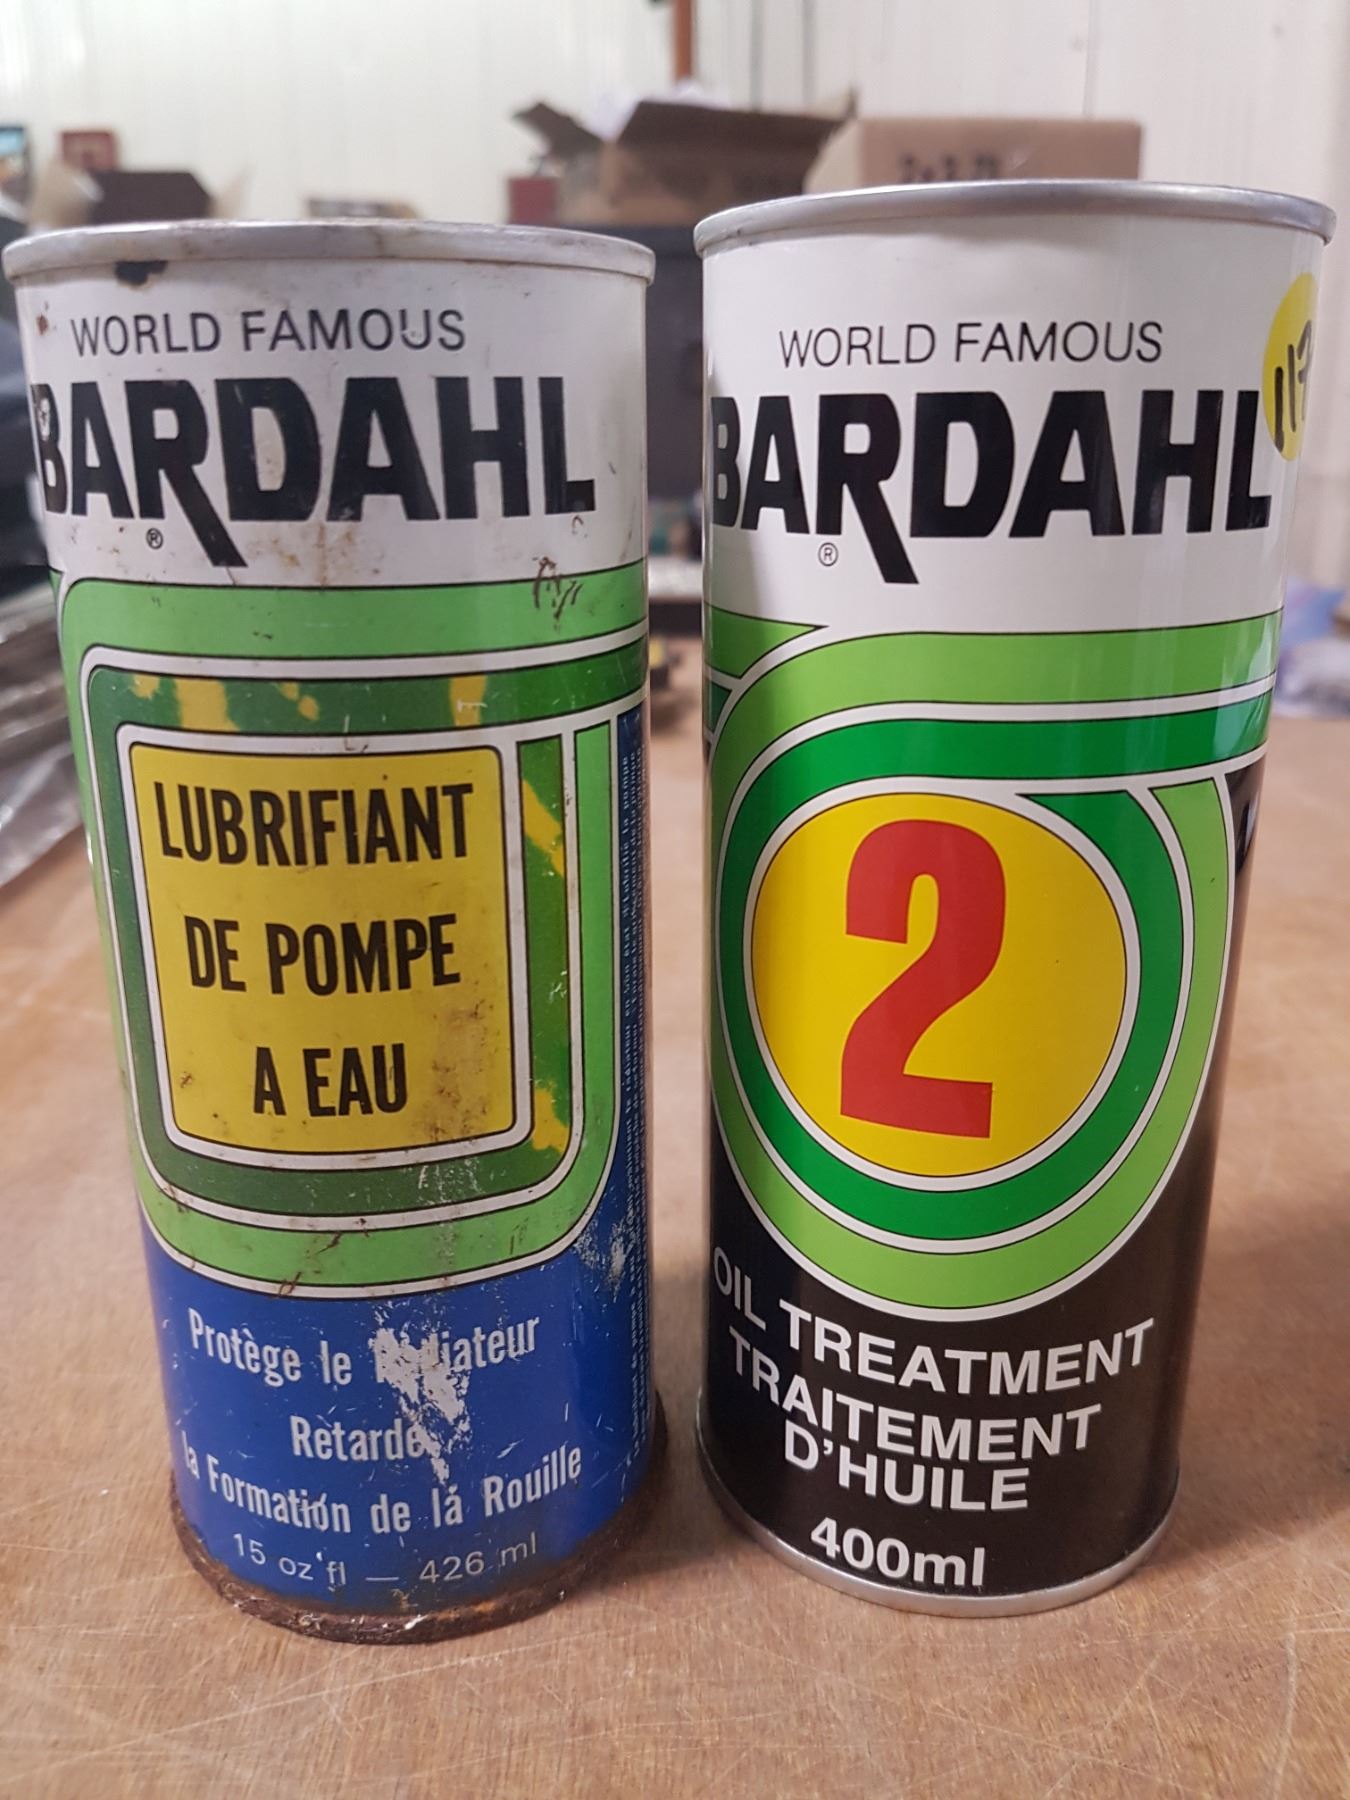 WORLD FAMOUS
BARDAHL
®
LUBRIFIANT
DE POMPE
A EAU
Protège le Radiateur
Retarde
la Formation de la Rouille
15 oz fl — 426 ml
WORLD FAMOUS
BARDAHL
®
2
OIL TREATMENT
TRAITEMENT
D'HUILE
400ml